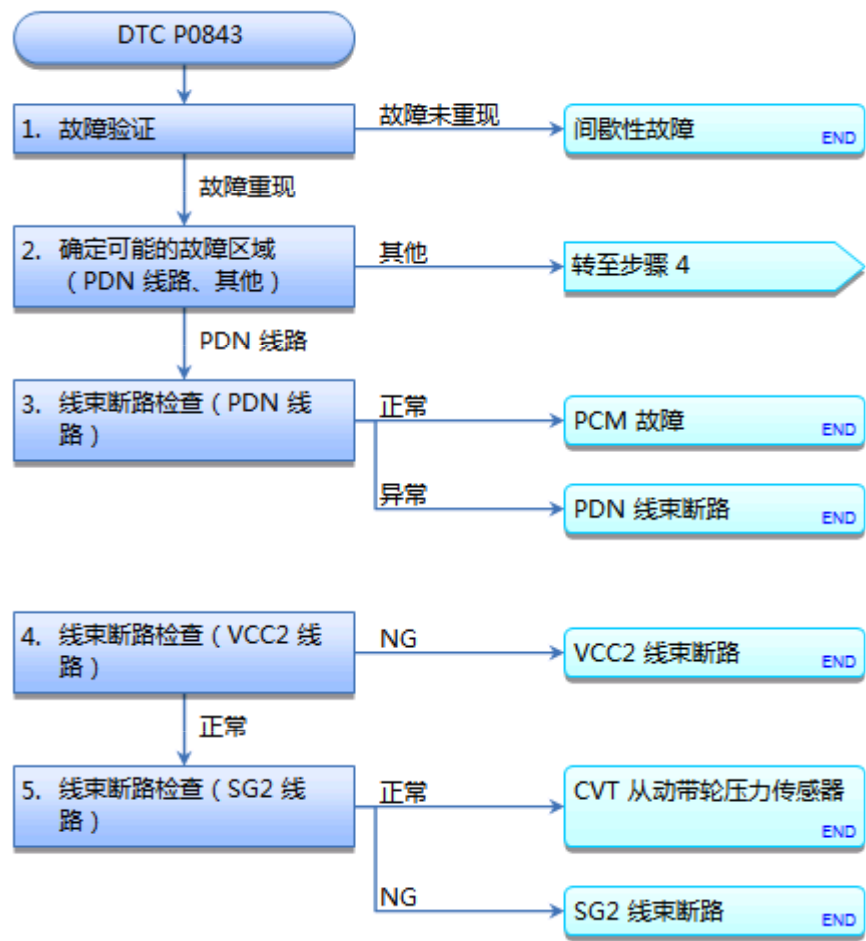 DTC P0843
1. 故障验证
故障未重现
间歇性故障
END
故障重现
2. 确定可能的故障区域
（PDN 线路、其他）
其他
转至步骤 4
PDN 线路
3. 线束断路检查（PDN 线
路）
正常
PCM 故障
END
异常
PDN 线束断路
END
4. 线束断路检查（VCC2 线
路）
NG
VCC2 线束断路
END
正常
5. 线束断路检查（SG2 线
路）
正常
CVT 从动带轮压力传感器
END
NG
SG2 线束断路
END